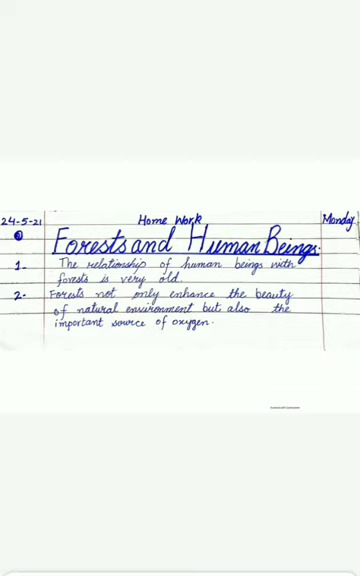 24-5-21 Home Work Monday
Forests and Human Beings.
1- The relationship of human beings with
forests is very old.
2- Forests not only enhance the beauty
of natural environment but also the
important source of oxygen.